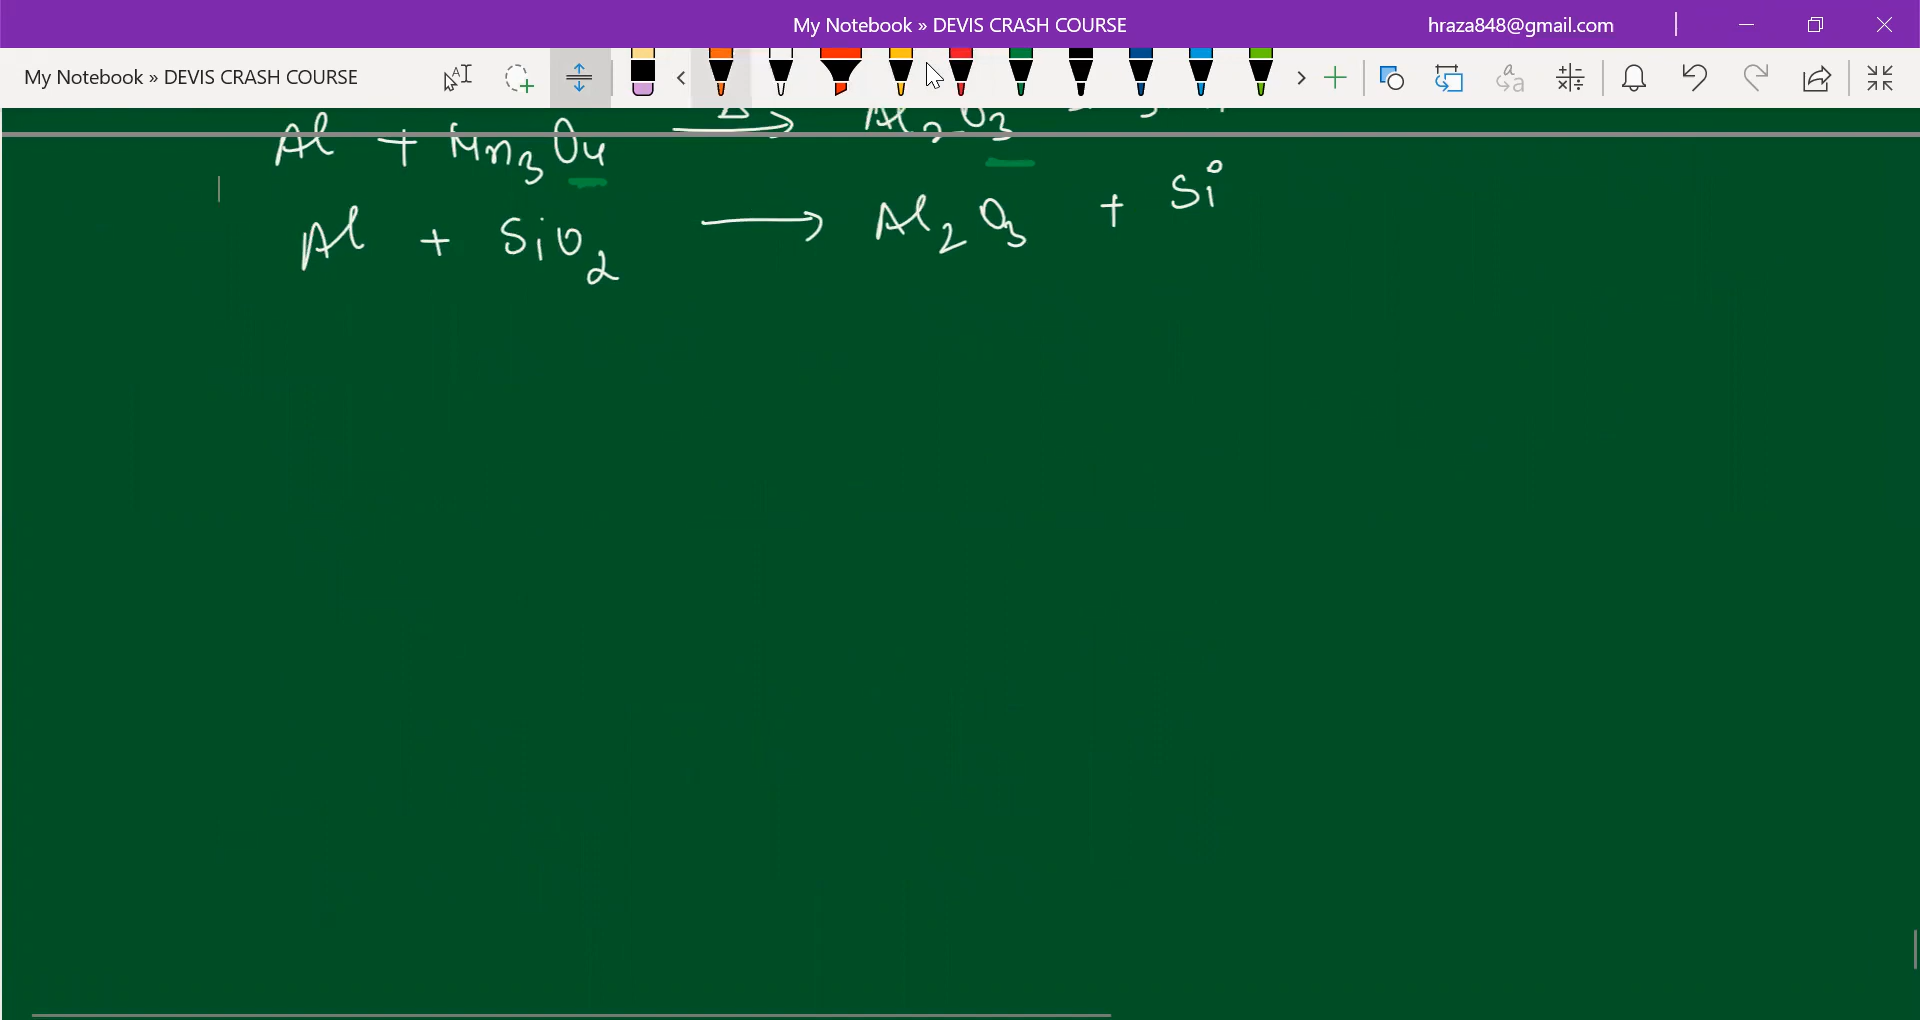 My Notebook » DEVIS CRASH COURSE
hraza848@gmail.com
My Notebook » DEVIS CRASH COURSE
Al + Mn3O4 →Δ Al2O3
Al + SiO2 → Al2O3 + Si